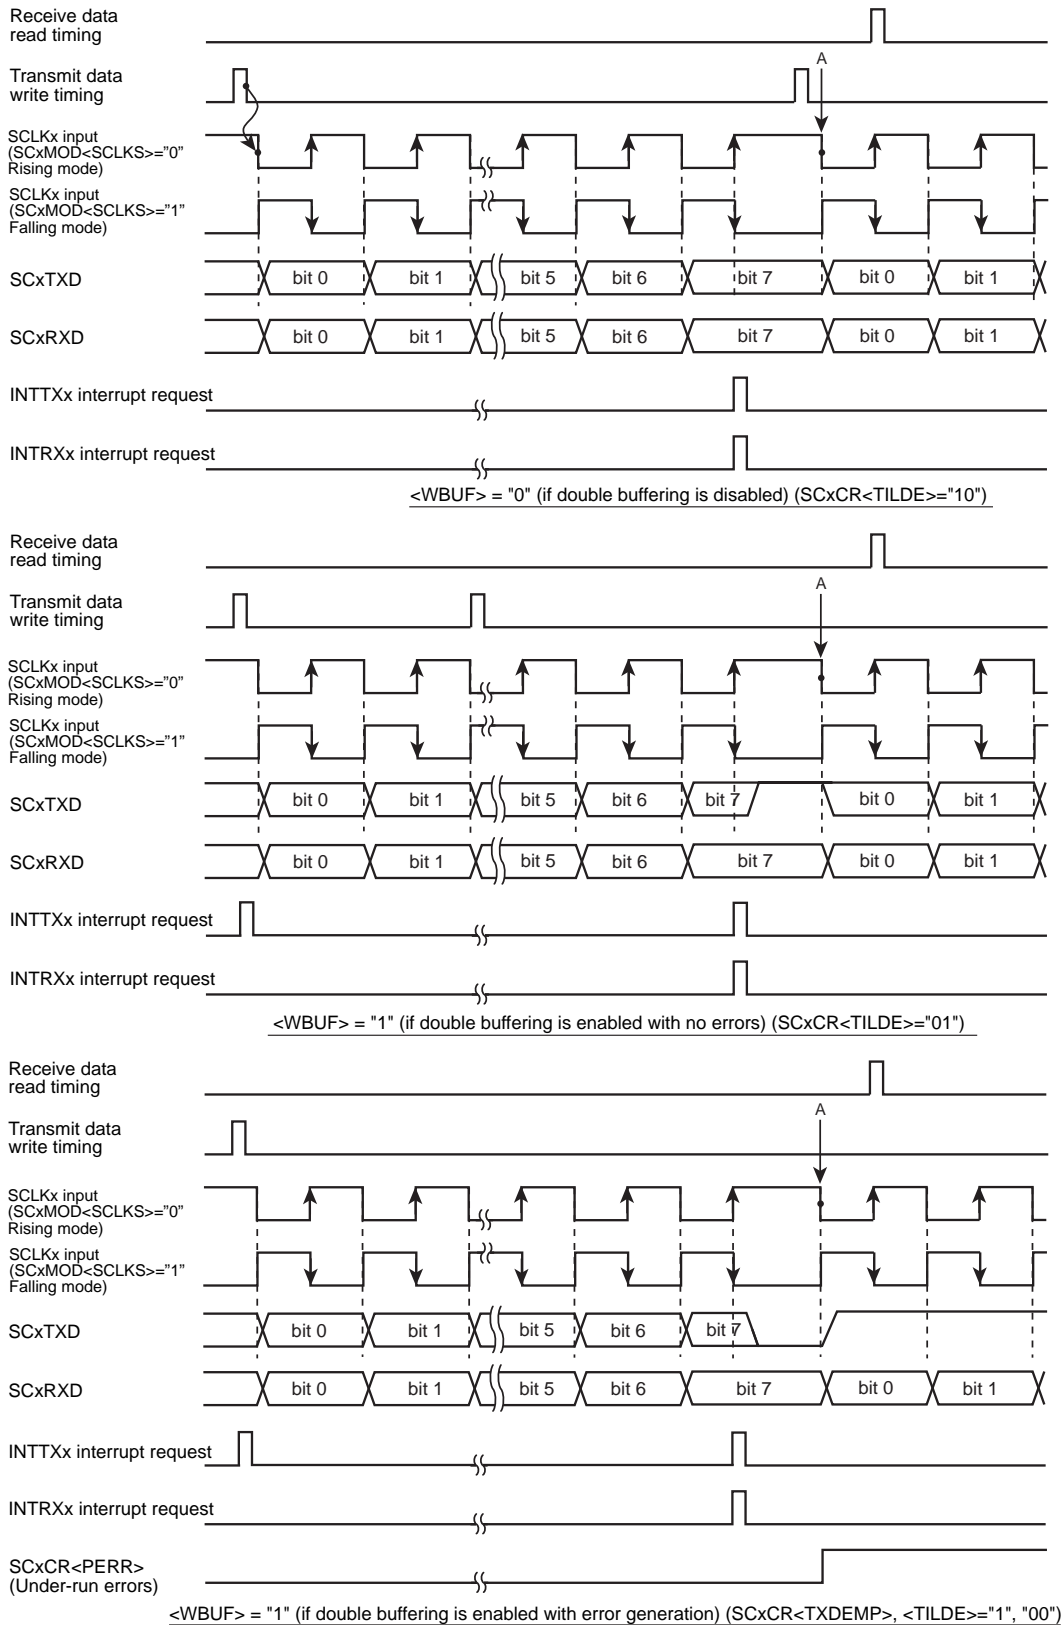 Receive data
read timing
A
Transmit data
write timing
SCLKx input
(SCxMOD<SCLKS>="0"
Rising mode)
SCLKx input
(SCxMOD<SCLKS>="1"
Falling mode)
SCxTXD
bit 0 bit 1 bit 5 bit 6 bit 7 bit 0 bit 1
SCxRXD
bit 0 bit 1 bit 5 bit 6 bit 7 bit 0 bit 1
INTTXx interrupt request
INTRXx interrupt request
<WBUF> = "0" (if double buffering is disabled) (SCxCR<TILDE>="10")
Receive data
read timing
A
Transmit data
write timing
SCLKx input
(SCxMOD<SCLKS>="0"
Rising mode)
SCLKx input
(SCxMOD<SCLKS>="1"
Falling mode)
SCxTXD
bit 0 bit 1 bit 5 bit 6 bit 7 bit 0 bit 1
SCxRXD
bit 0 bit 1 bit 5 bit 6 bit 7 bit 0 bit 1
INTTXx interrupt request
INTRXx interrupt request
<WBUF> = "1" (if double buffering is enabled with no errors) (SCxCR<TILDE>="01")
Receive data
read timing
A
Transmit data
write timing
SCLKx input
(SCxMOD<SCLKS>="0"
Rising mode)
SCLKx input
(SCxMOD<SCLKS>="1"
Falling mode)
SCxTXD
bit 0 bit 1 bit 5 bit 6 bit 7
SCxRXD
bit 0 bit 1 bit 5 bit 6 bit 7 bit 0 bit 1
INTTXx interrupt request
INTRXx interrupt request
SCxCR<PERR>
(Under-run errors)
<WBUF> = "1" (if double buffering is enabled with error generation) (SCxCR<TXDEMP>, <TILDE>="1", "00")